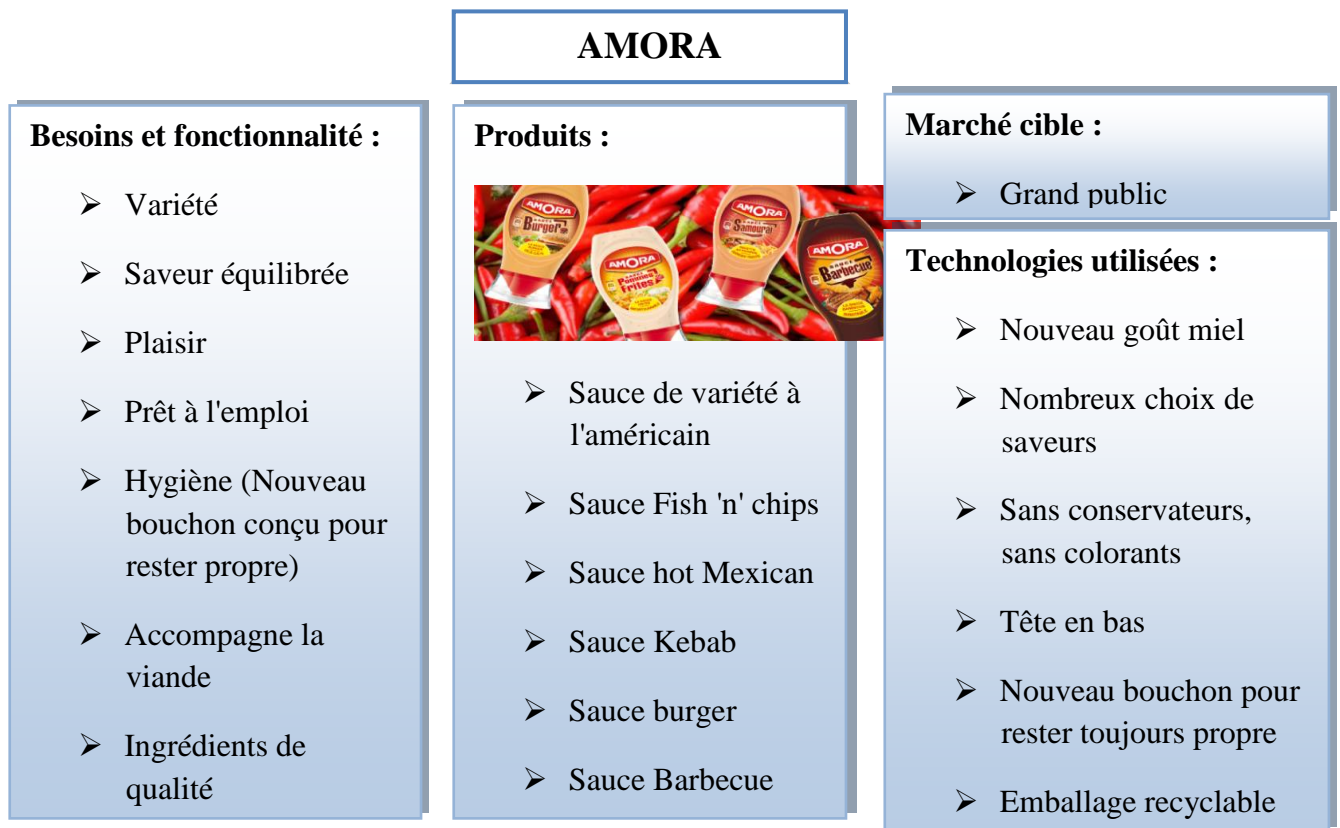 AMORA
Besoins et fonctionnalité :
➢ Variété
➢ Saveur équilibrée
➢ Plaisir
➢ Prêt à l'emploi
➢ Hygiène (Nouveau
bouchon conçu pour
rester propre)
➢ Accompagne la
viande
➢ Ingrédients de
qualité
Produits :
AMORA
SAUCE
Burger
AMORA
SAUCE
Pommes
Frites
AMORA
SAUCE
Samouraï
AMORA
SAUCE
Barbecue
➢ Sauce de variété à
l'américain
➢ Sauce Fish 'n' chips
➢ Sauce hot Mexican
➢ Sauce Kebab
➢ Sauce burger
➢ Sauce Barbecue
Marché cible :
➢ Grand public
Technologies utilisées :
➢ Nouveau goût miel
➢ Nombreux choix de
saveurs
➢ Sans conservateurs,
sans colorants
➢ Tête en bas
➢ Nouveau bouchon pour
rester toujours propre
➢ Emballage recyclable